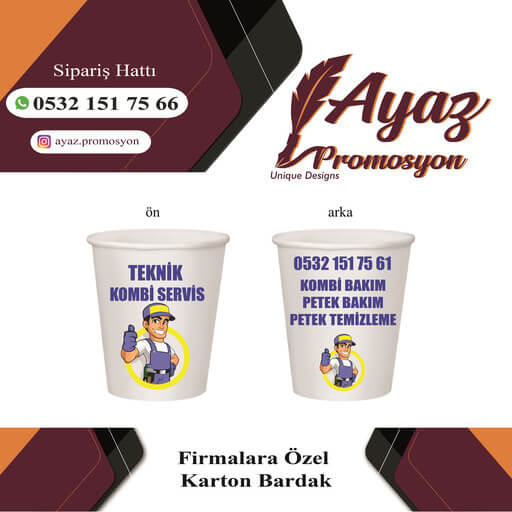 Sipariş Hattı
0532 151 75 66
ayaz.promosyon
Ayaz
Promosyon
Unique Designs
ön
arka
TEKNİK
KOMBİ SERVİS
0532 151 75 61
KOMBİ BAKIM
PETEK BAKIM
PETEK TEMİZLEME
Firmalara Özel
Karton Bardak